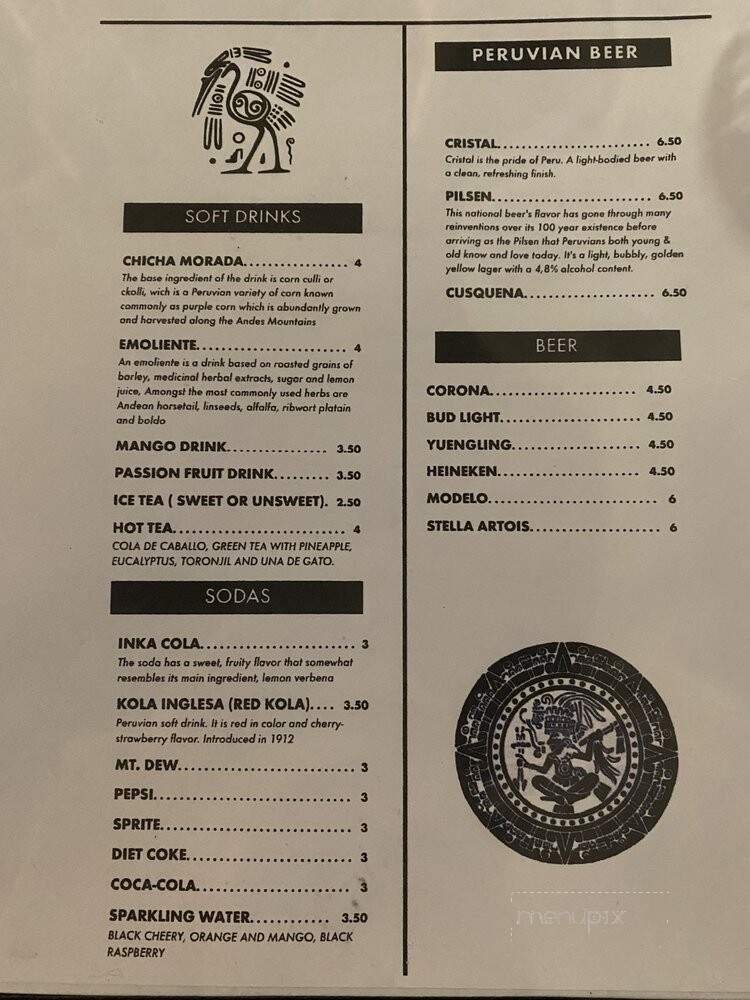 SOFT DRINKS
CHICHA MORADA................ 4
The base ingredient of the drink is corn culli or
ckolli, wich is a Peruvian variety of corn known
commonly as purple corn which is abundantly grown
and harvested along the Andes Mountains
EMOLIENTE....................... 4
An emoliente is a drink based on roasted grains of
barley, medicinal herbal extracts, sugar and lemon
juice, Amongst the most commonly used herbs are
Andean horsetail, linseeds, alfalfa, ribwort platain
and boldo
MANGO DRINK............... 3.50
PASSION FRUIT DRINK......... 3.50
ICE TEA ( SWEET OR UNSWEET). 2.50
HOT TEA.......................... 4
COLA DE CABALLO, GREEN TEA WITH PINEAPPLE,
EUCALYPTUS, TORONJIL AND UNA DE GATO.
SODAS
INKA COLA....................... 3
The soda has a sweet, fruity flavor that somewhat
resembles its main ingredient, lemon verbena
KOLA INGLESA (RED KOLA).... 3.50
Peruvian soft drink. It is red in color and cherry-
strawberry flavor. Introduced in 1912
MT. DEW........................... 3
PEPSI.............................. 3
SPRITE............................. 3
DIET COKE......................... 3
COCA-COLA........................ 3
SPARKLING WATER............ 3.50
BLACK CHEERY, ORANGE AND MANGO, BLACK
RASPBERRY
PERUVIAN BEER
CRISTAL....................... 6.50
Cristal is the pride of Peru. A light-bodied beer with
a clean, refreshing finish.
PILSEN......................... 6.50
This national beer's flavor has gone through many
reinventions over its 100 year existence before
arriving as the Pilsen that Peruvians both young &
old know and love today. It's a light, bubbly, golden
yellow lager with a 4,8% alcohol content.
CUSQUENA.................... 6.50
BEER
CORONA...................... 4.50
BUD LIGHT..................... 4.50
YUENGLING................... 4.50
HEINEKEN..................... 4.50
MODELO......................... 6
STELLA ARTOIS................... 6
menupix